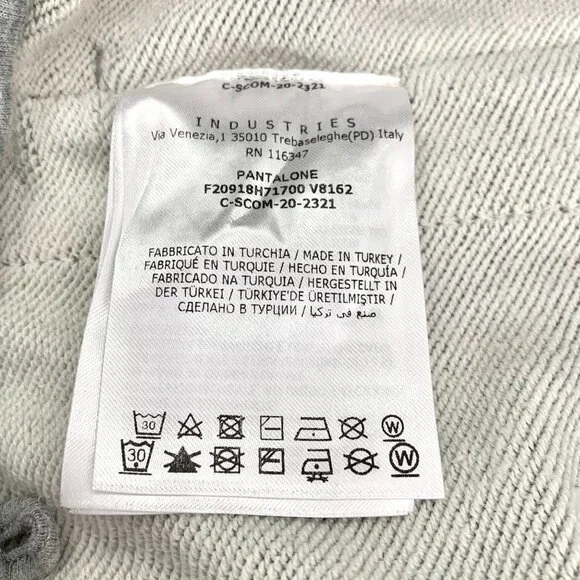 C-SCOM-20-2321
INDUSTRIES
Via Venezia,1 35010 Trebaseleghe(PD) Italy
RN 116347
PANTALONE
F20918H71700 V8162
C-SCOM-20-2321
FABBRICATO IN TURCHIA / MADE IN TURKEY /
FABRIQUÉ EN TURQUIE / HECHO EN TURQUÍA /
FABRICADO NA TURQUIA / HERGESTELLT IN
DER TÜRKEI / TÜRKIYE'DE ÜRETILMIŞTIR /
СДЕЛАНО В ТУРЦИИ / صنع في تركيا
30 W
30 W